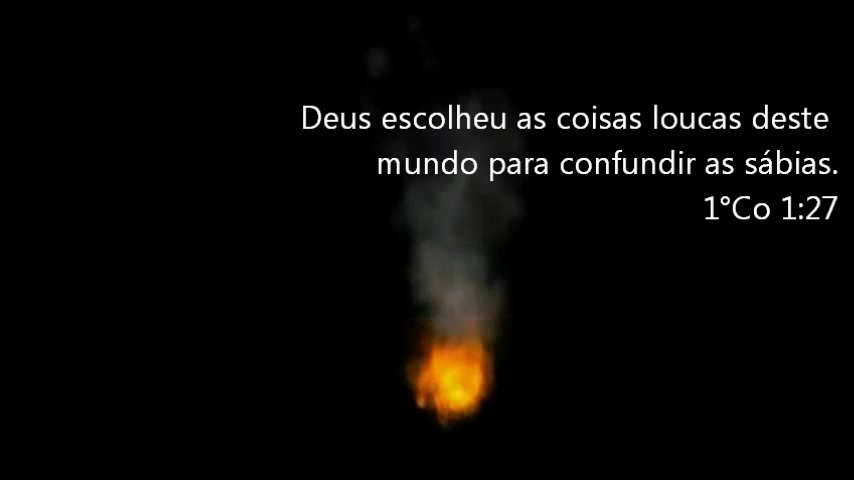 Deus escolheu as coisas loucas deste
mundo para confundir as sábias.
1°Co 1:27